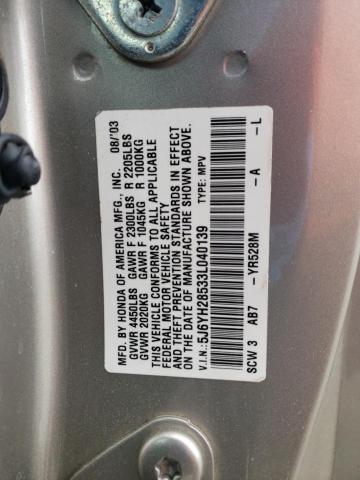 MFD. BY HONDA OF AMERICA MFG., INC. 08/'03
GVWR 4450LBS GAWR F 2300LBS R 2205LBS
GVWR 2020KG GAWR F 1045KG R 1000KG
THIS VEHICLE CONFORMS TO ALL APPLICABLE
FEDERAL MOTOR VEHICLE SAFETY
AND THEFT PREVENTION STANDARDS IN EFFECT
ON THE DATE OF MANUFACTURE SHOWN ABOVE.
V.I.N.: 5J6YH28533L040139 TYPE: MPV
SCW 3 AB7 - YR528M - A - L